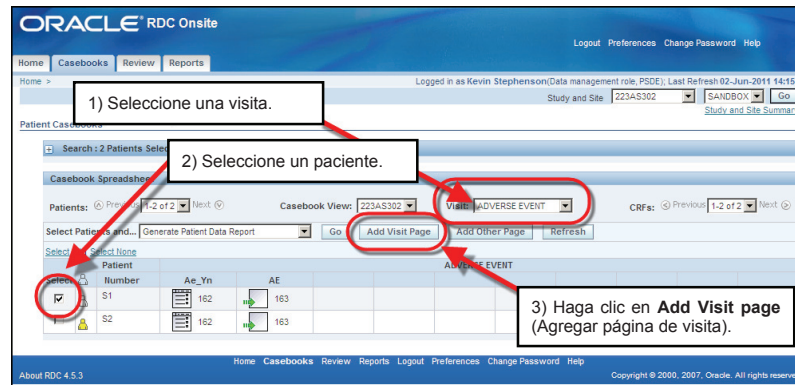 ORACLE® RDC Onsite
Logout Preferences Change Password Help
Home Casebooks Review Reports
Home >
Logged in as Kevin Stephenson(Data management role, PSDE); Last Refresh 02-Jun-2011 14:15
Study and Site 223AS302 SANDBOX Go
Study and Site Summar
1) Seleccione una visita.
Patient Casebooks
Search : 2 Patients Sele
2) Seleccione un paciente.
Casebook Spreadshee
Patients: Previous 1-2 of 2 Next Casebook View: 223AS302 Visit: ADVERSE EVENT CRFs: Previous 1-2 of 2 Next
Select Patients and... Generate Patient Data Report Go Add Visit Page Add Other Page Refresh
Select Select None
Patient ADVERSE EVENT
Select Number Ae_Yn AE
S1 162 163
S2 162 163
3) Haga clic en Add Visit page
(Agregar página de visita).
Home Casebooks Review Reports Logout Preferences Change Password Help
About RDC 4.5.3
Copyright © 2000, 2007, Oracle. All rights reserve